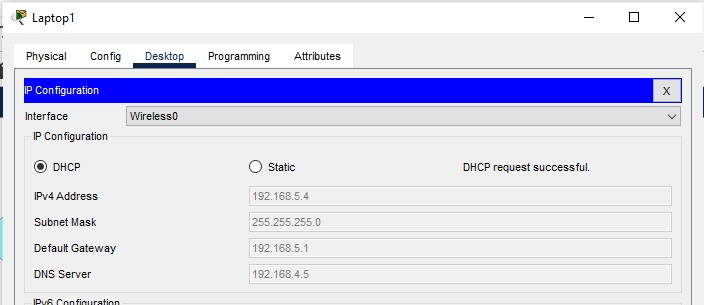 Laptop1
Physical Config Desktop Programming Attributes
IP Configuration X
Interface Wireless0
IP Configuration
DHCP Static DHCP request successful.
IPv4 Address 192.168.5.4
Subnet Mask 255.255.255.0
Default Gateway 192.168.5.1
DNS Server 192.168.4.5
IPv6 Configuration